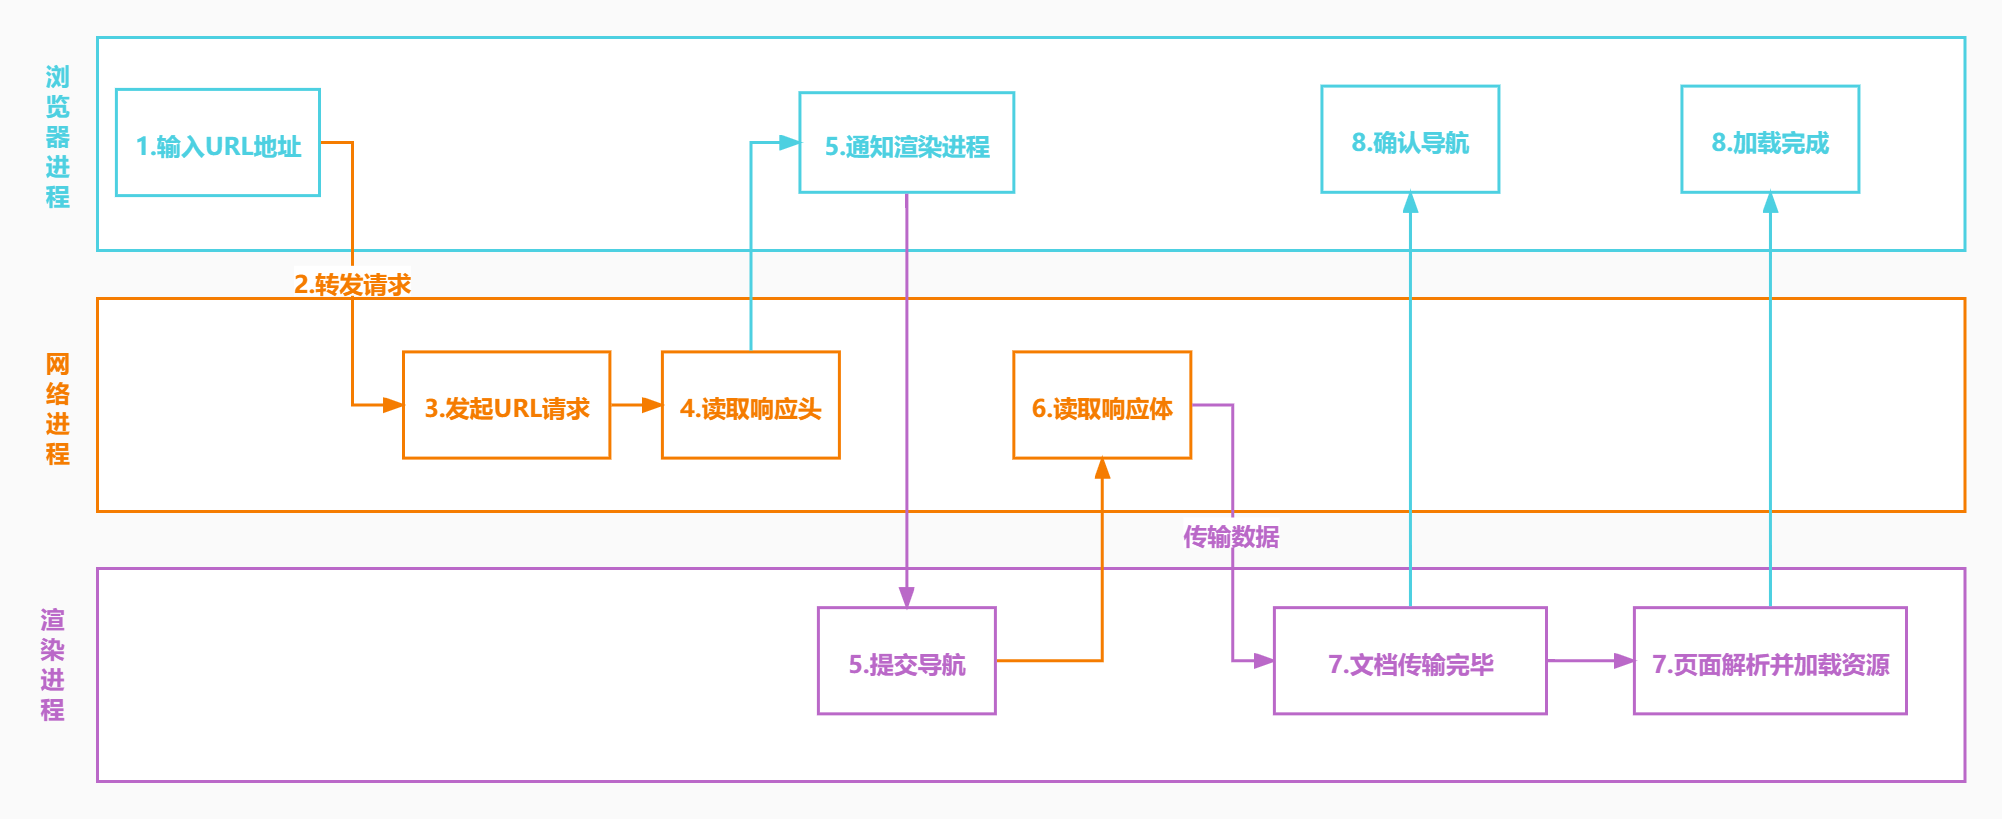 浏览器进程
1.输入URL地址
5.通知渲染进程
8.确认导航
8.加载完成
2.转发请求
网络进程
3.发起URL请求
4.读取响应头
6.读取响应体
传输数据
渲染进程
5.提交导航
7.文档传输完毕
7.页面解析并加载资源